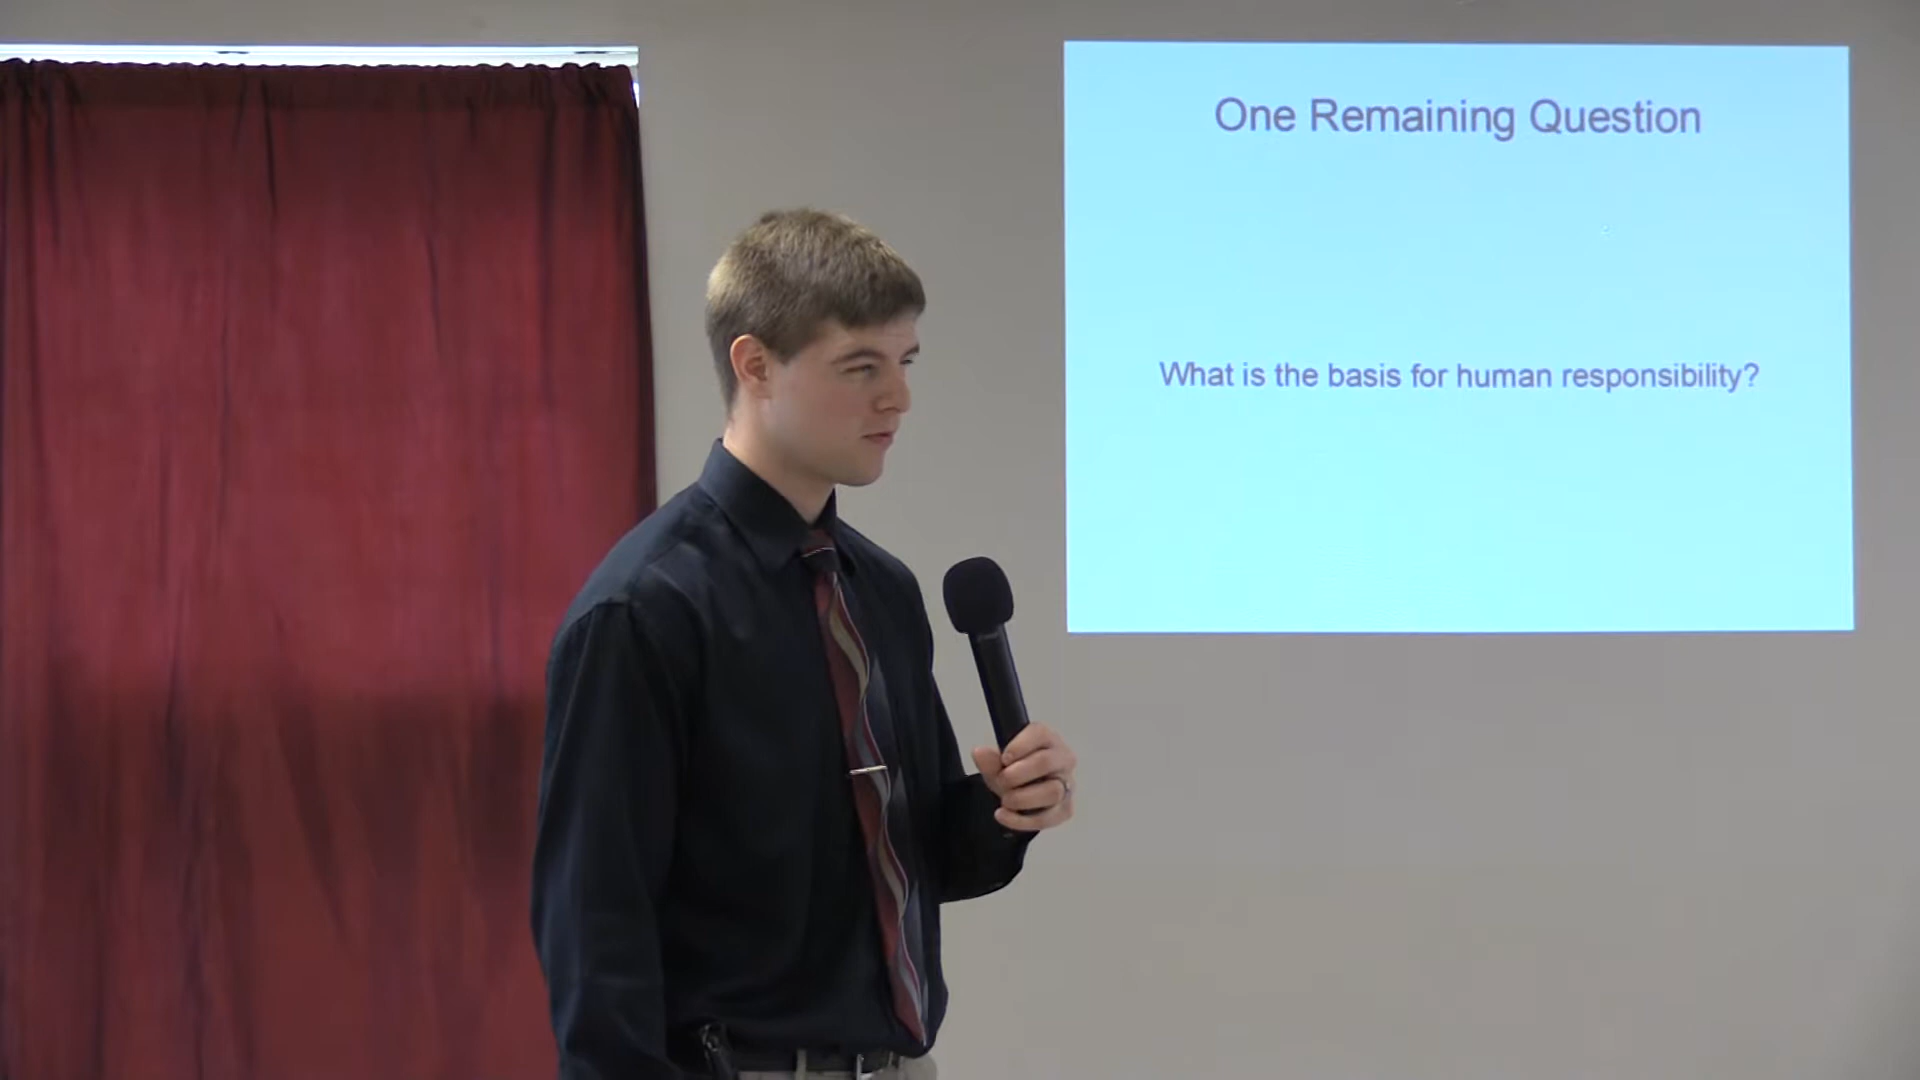 One Remaining Question
What is the basis for human responsibility?